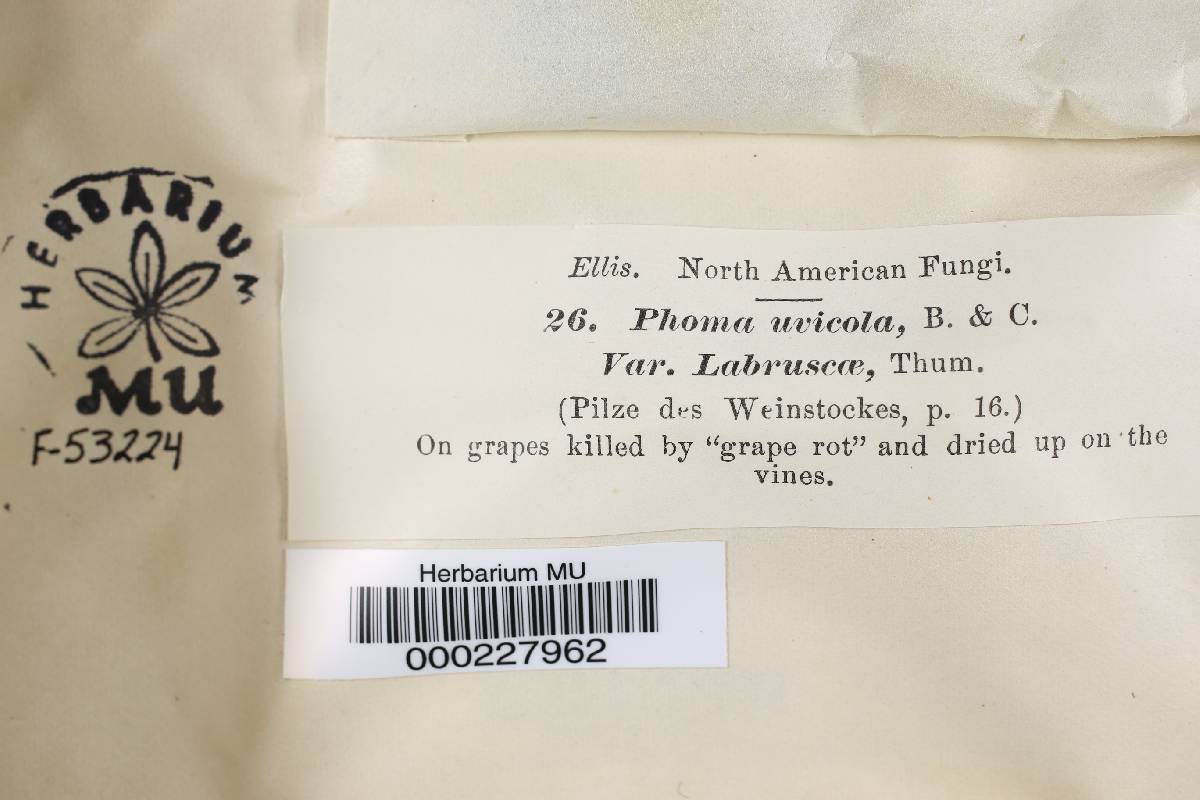 HERBARIUM
MU
F-53224
Ellis. North American Fungi.
26. Phoma uvicola, B. & C.
Var. Labruscæ, Thum.
(Pilze des Weinstockes, p. 16.)
On grapes killed by “grape rot” and dried up on the
vines.
Herbarium MU
000227962